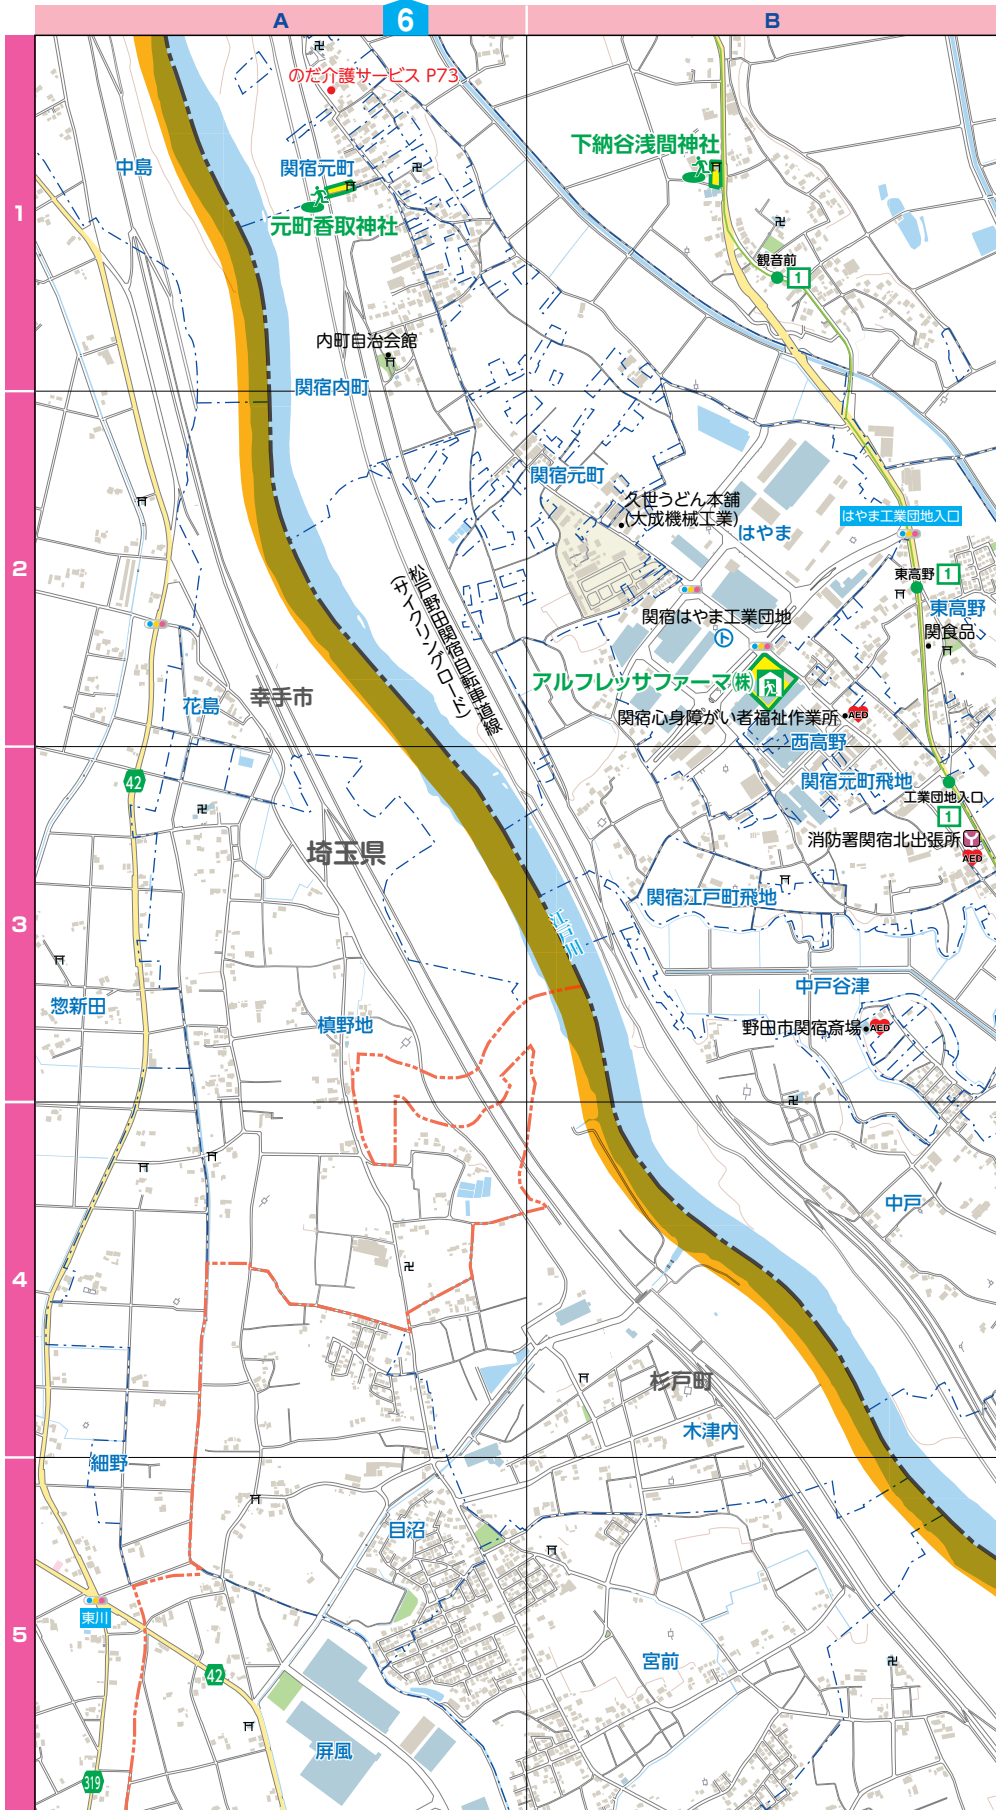 A
6
B
1
2
3
4
5
のだ介護サービス P73
中島
関宿元町
元町香取神社
下納谷浅間神社
観音前
1
内町自治会館
関宿内町
関宿元町
久世うどん本舗
(大成機械工業)
はやま
はやま工業団地入口
東高野
1
東高野
関食品
松戸野田関宿自転車道線
(サイクリングロード)
関宿はやま工業団地
ト
アルフレッサファーマ㈱
関宿心身障がい者福祉作業所
AED
花島
幸手市
西高野
関宿元町飛地
工業団地入口
1
消防署関宿北出張所
AED
42
埼玉県
関宿江戸町飛地
江戸川
中戸谷津
野田市関宿斎場
AED
惣新田
槙野地
中戸
杉戸町
木津内
細野
目沼
東川
42
宮前
屏風
319